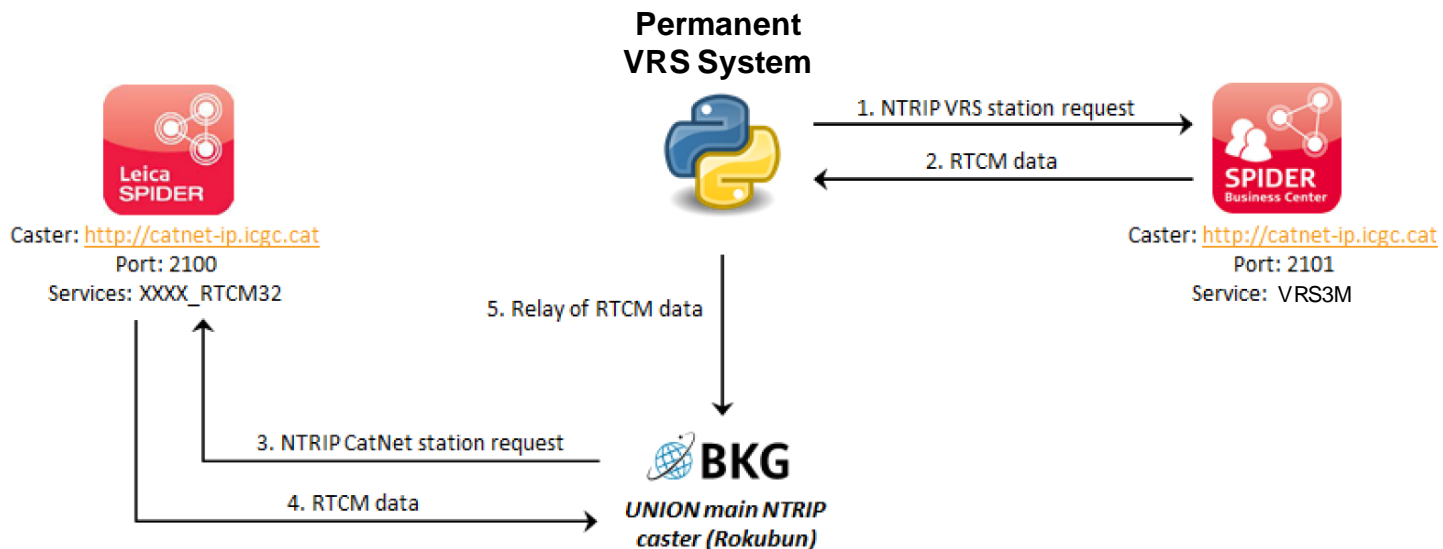 Permanent
VRS System
1. NTRIP VRS station request
2. RTCM data
Leica
SPIDER
SPIDER
Business Center
Caster: http://catnet-ip.icgc.cat
Port: 2100
Services: XXXX_RTCM32
Caster: http://catnet-ip.icgc.cat
Port: 2101
Service: VRS3M
5. Relay of RTCM data
3. NTRIP CatNet station request
4. RTCM data
BKG
UNION main NTRIP
caster (Rokubun)